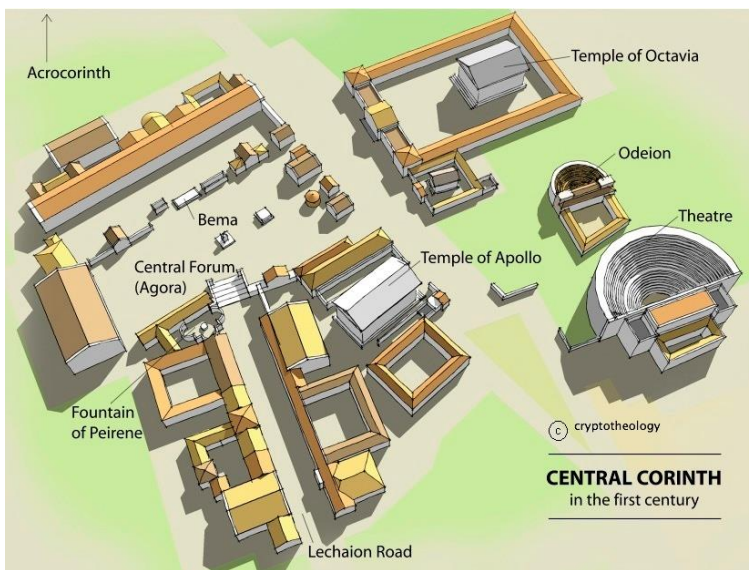 Acrocorinth
Temple of Octavia
Odeion
Theatre
Bema
Central Forum
(Agora)
Temple of Apollo
Fountain
of Peirene
© cryptotheology
CENTRAL CORINTH
in the first century
Lechaion Road